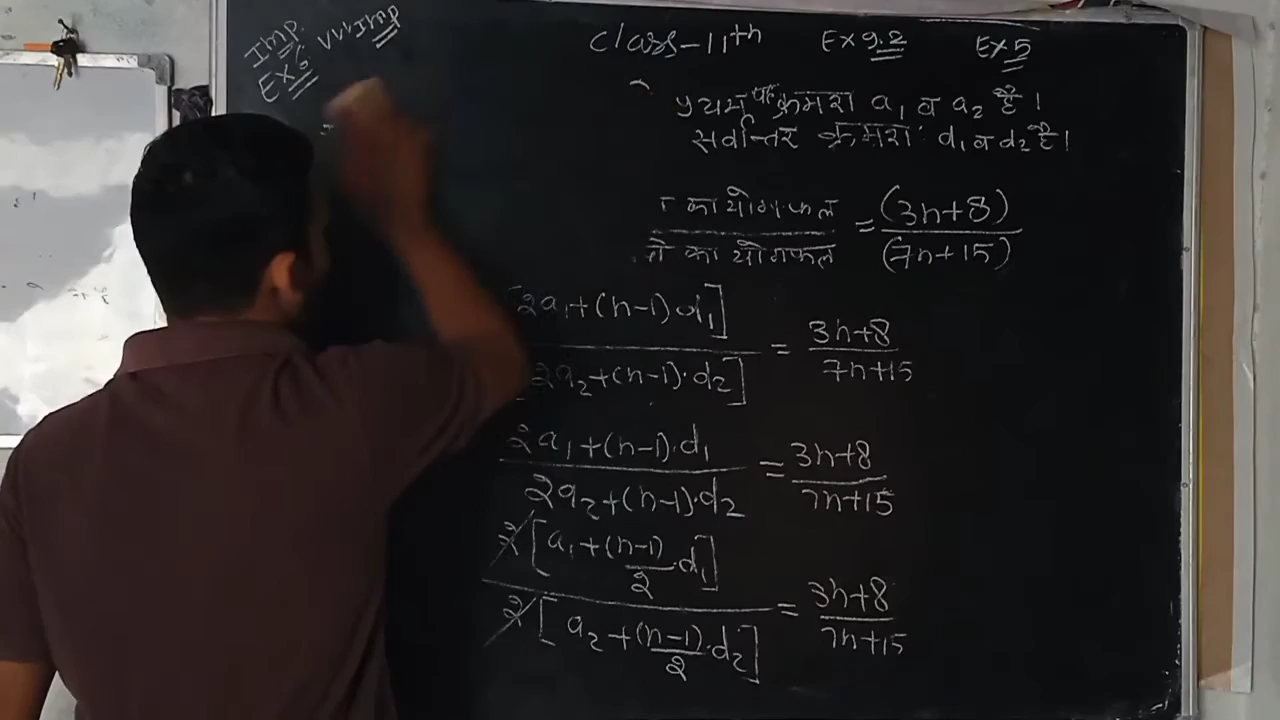 Imp. VVV Imp
EX 6
Class-11th EX 9.2 EX 5
प्रथम पद क्रमश a₁ व a₂ है।
सर्वान्तर क्रमश: d₁ व d₂ है।
का योगफल = (3n+8)
का योगफल (7n+15)
2a₁+(n-1)d₁] = 3n+8
2a₂+(n-1)·d₂] 7n+15
2a₁+(n-1)·d₁ = 3n+8
2a₂+(n-1)·d₂ 7n+15
2[a₁+(n-1)/2·d₁] = 3n+8
2[a₂+(n-1)/2·d₂] 7n+15